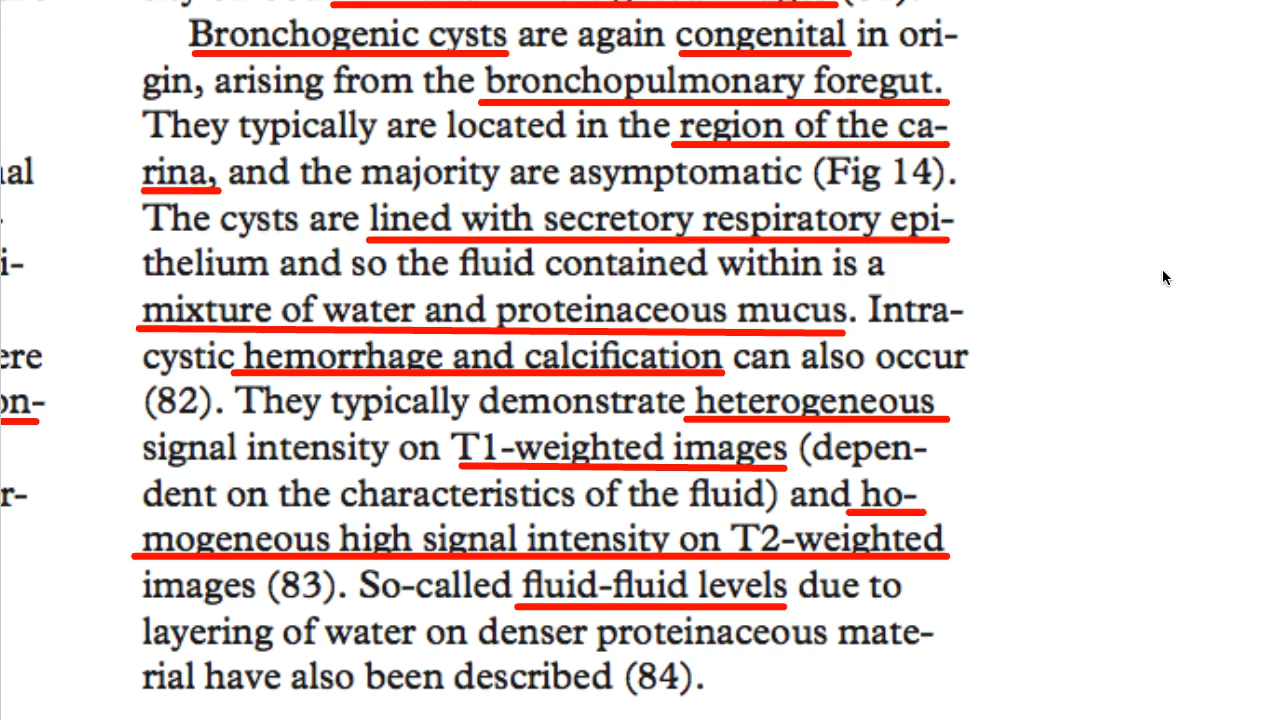 Bronchogenic cysts are again congenital in ori-
gin, arising from the bronchopulmonary foregut.
They typically are located in the region of the ca-
rina, and the majority are asymptomatic (Fig 14).
The cysts are lined with secretory respiratory epi-
thelium and so the fluid contained within is a
mixture of water and proteinaceous mucus. Intra-
cystic hemorrhage and calcification can also occur
(82). They typically demonstrate heterogeneous
signal intensity on T1-weighted images (depen-
dent on the characteristics of the fluid) and ho-
mogeneous high signal intensity on T2-weighted
images (83). So-called fluid-fluid levels due to
layering of water on denser proteinaceous mate-
rial have also been described (84).